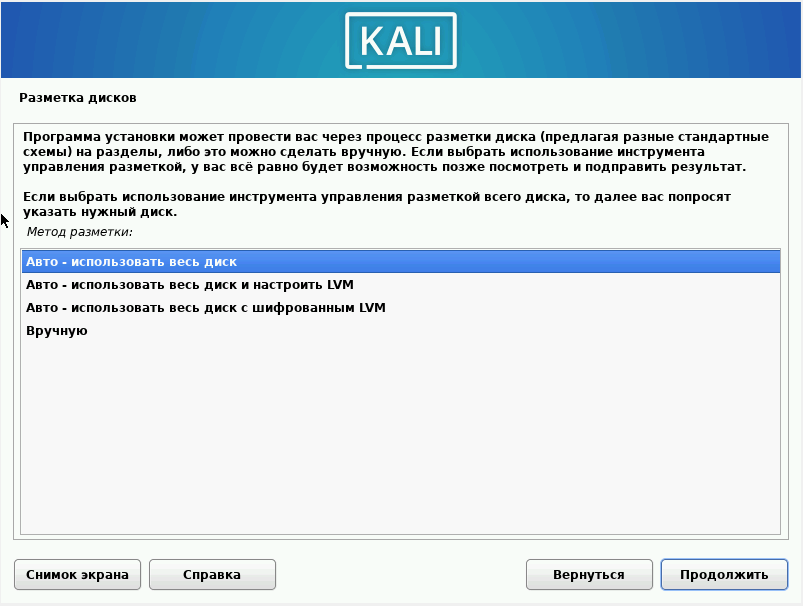 KALI
Разметка дисков
Программа установки может провести вас через процесс разметки диска (предлагая разные стандартные
схемы) на разделы, либо это можно сделать вручную. Если выбрать использование инструмента
управления разметкой, у вас всё равно будет возможность позже посмотреть и подправить результат.
Если выбрать использование инструмента управления разметкой всего диска, то далее вас попросят
указать нужный диск.
Метод разметки:
Авто - использовать весь диск
Авто - использовать весь диск и настроить LVM
Авто - использовать весь диск с шифрованным LVM
Вручную
Снимок экрана
Справка
Вернуться
Продолжить